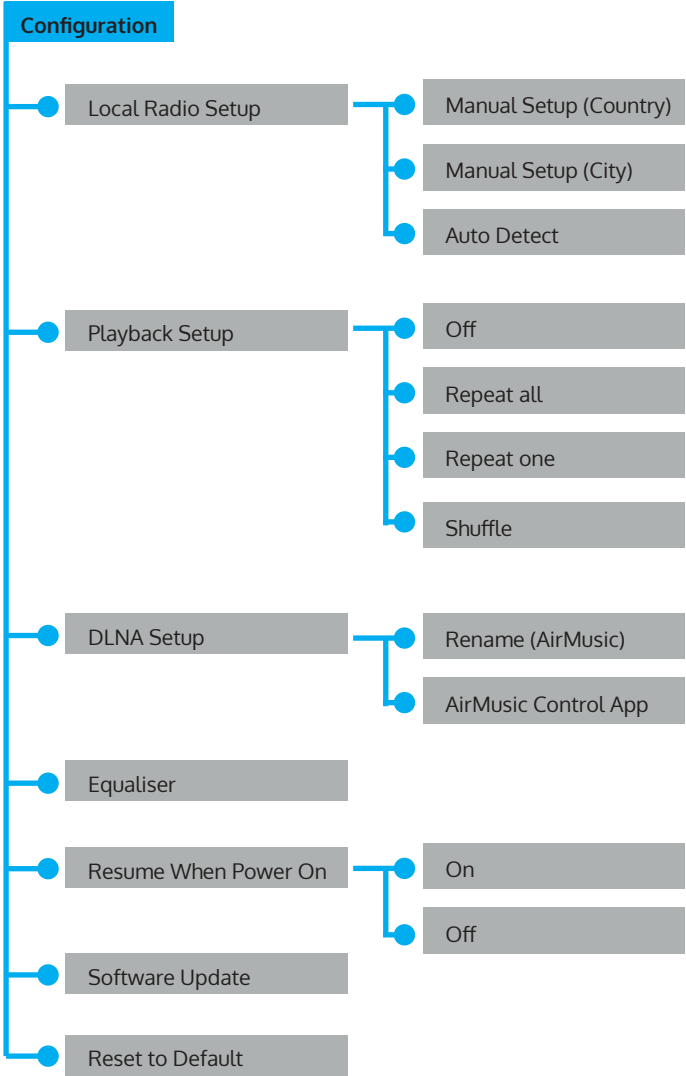 Configuration
Local Radio Setup
Manual Setup (Country)
Manual Setup (City)
Auto Detect
Playback Setup
Off
Repeat all
Repeat one
Shuffle
DLNA Setup
Rename (AirMusic)
AirMusic Control App
Equaliser
Resume When Power On
On
Off
Software Update
Reset to Default